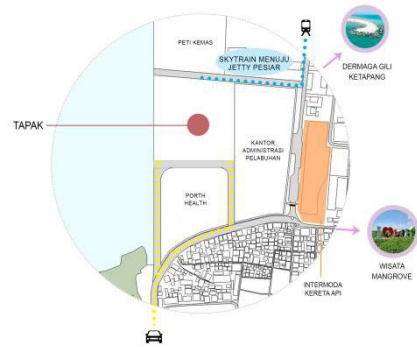 PETI KEMAS
SKYTRAIN MENUJU
JETTY PESIAR
DERMAGA GILI
KETAPANG
TAPAK
KANTOR
ADMINISTRASI
PELABUHAN
PORTH
HEALTH
WISATA
MANGROVE
INTERMODA
KERETA API